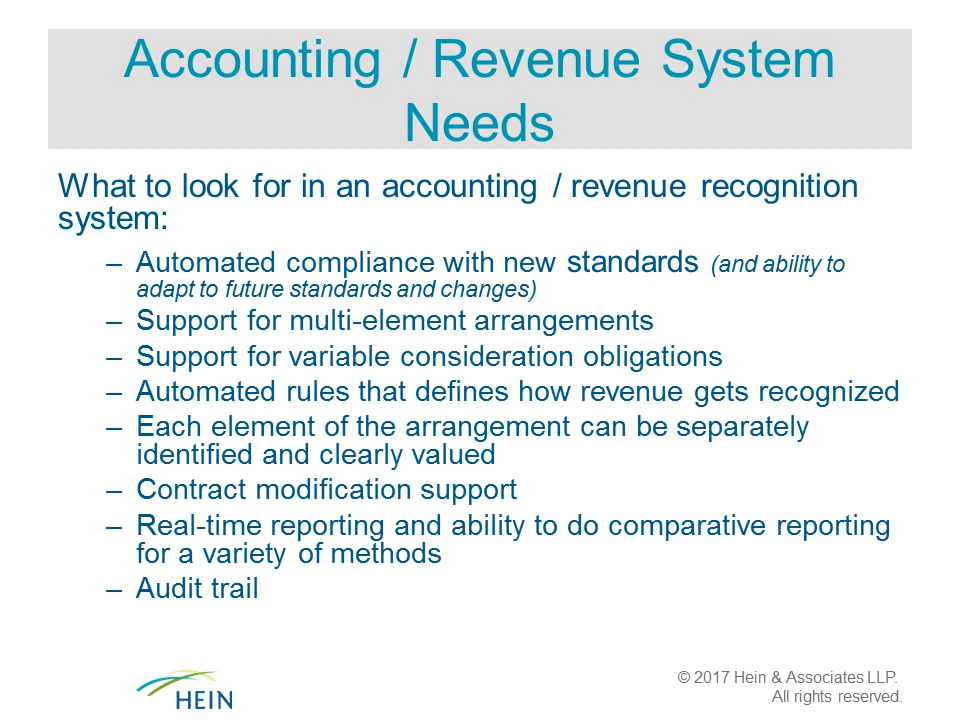 Accounting / Revenue System
Needs
What to look for in an accounting / revenue recognition
system:
– Automated compliance with new standards (and ability to
adapt to future standards and changes)
– Support for multi-element arrangements
– Support for variable consideration obligations
– Automated rules that defines how revenue gets recognized
– Each element of the arrangement can be separately
identified and clearly valued
– Contract modification support
– Real-time reporting and ability to do comparative reporting
for a variety of methods
– Audit trail
HEIN
© 2017 Hein & Associates LLP.
All rights reserved.